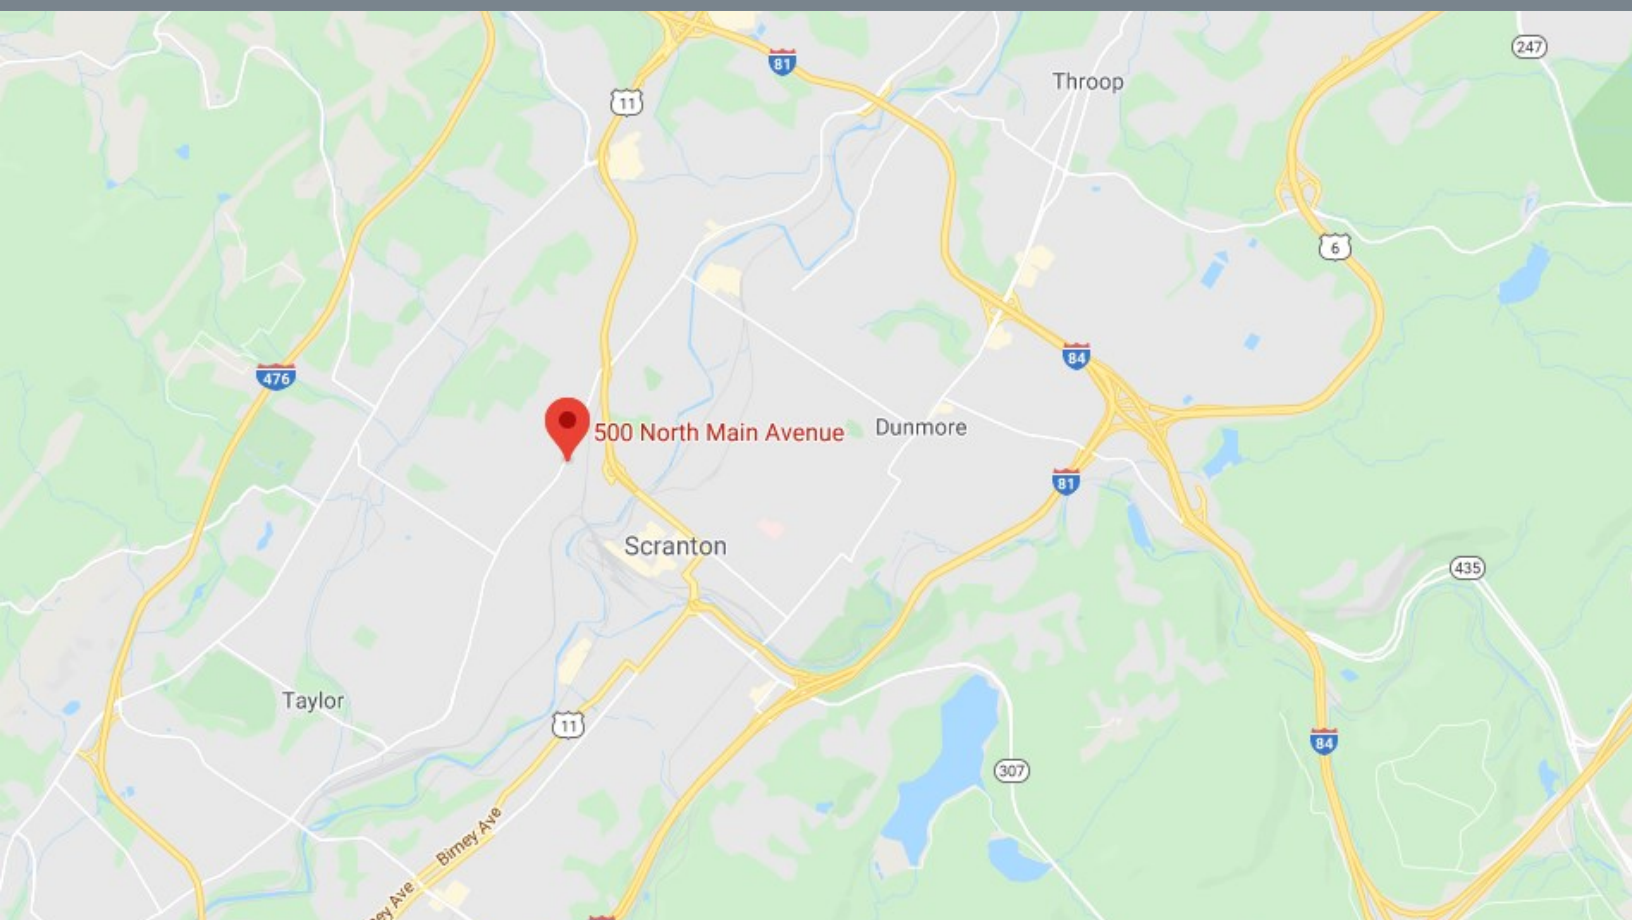 247
81
Throop
11
6
84
476
500 North Main Avenue
Dunmore
81
Scranton
435
Taylor
11
84
307
Birney Ave
Ave